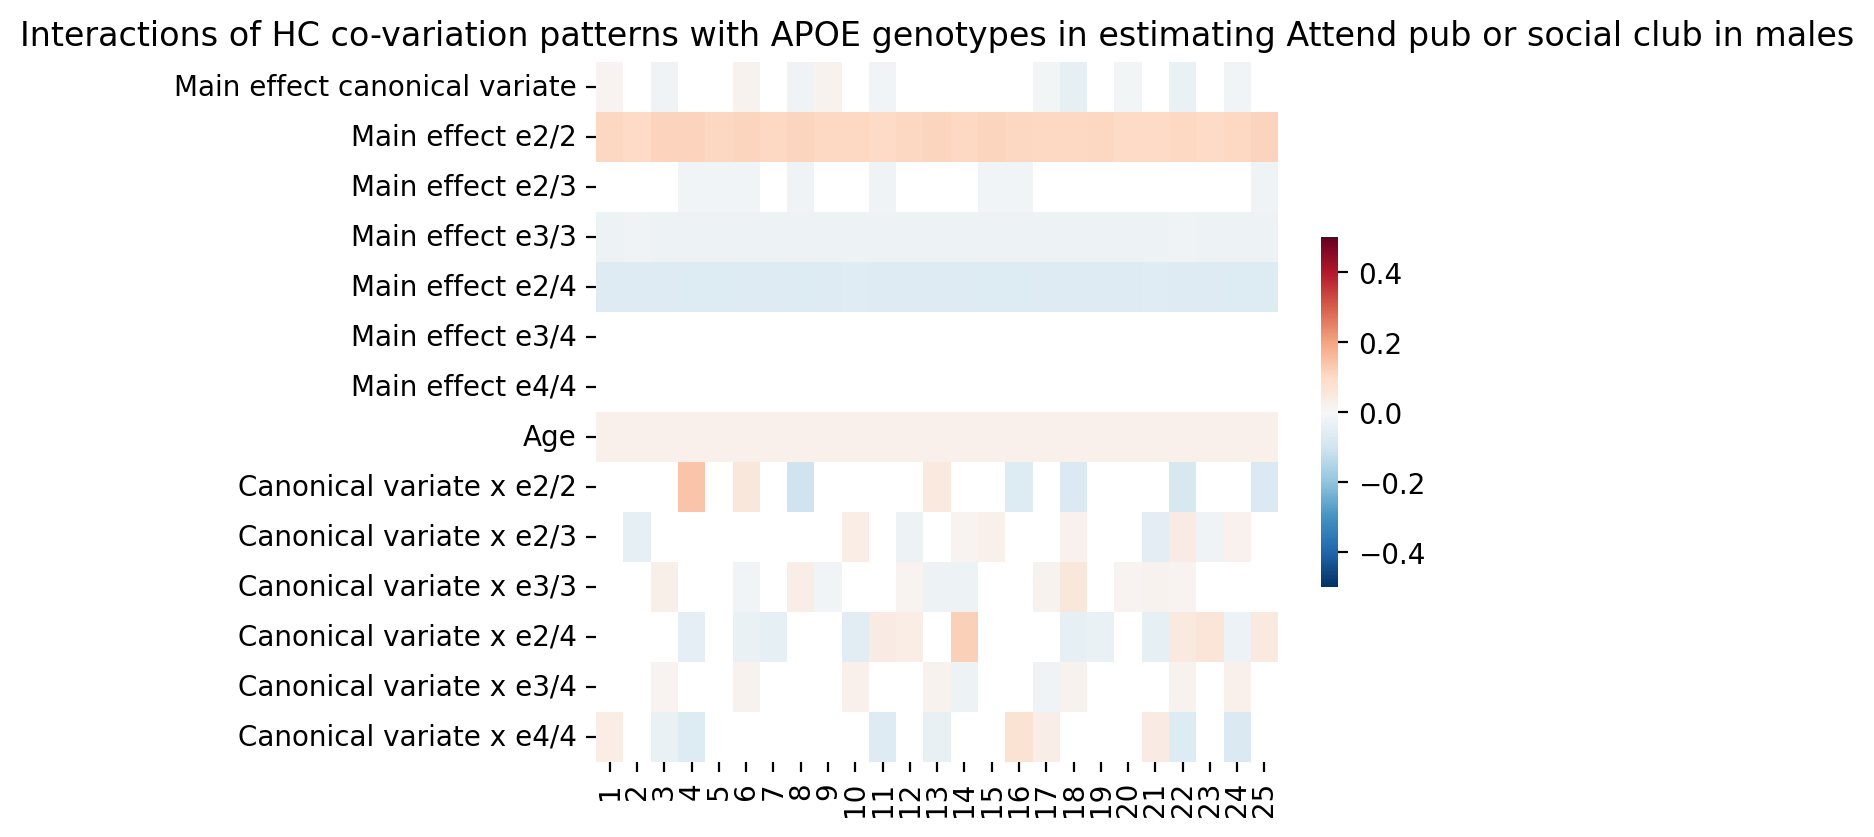 Interactions of HC co-variation patterns with APOE genotypes in estimating Attend pub or social club in males
Main effect canonical variate
Main effect e2/2
Main effect e2/3
Main effect e3/3
Main effect e2/4
Main effect e3/4
Main effect e4/4
Age
Canonical variate x e2/2
Canonical variate x e2/3
Canonical variate x e3/3
Canonical variate x e2/4
Canonical variate x e3/4
Canonical variate x e4/4
1 2 3 4 5 6 7 8 9 10 11 12 13 14 15 16 17 18 19 20 21 22 23 24 25
0.4
0.2
0.0
−0.2
−0.4